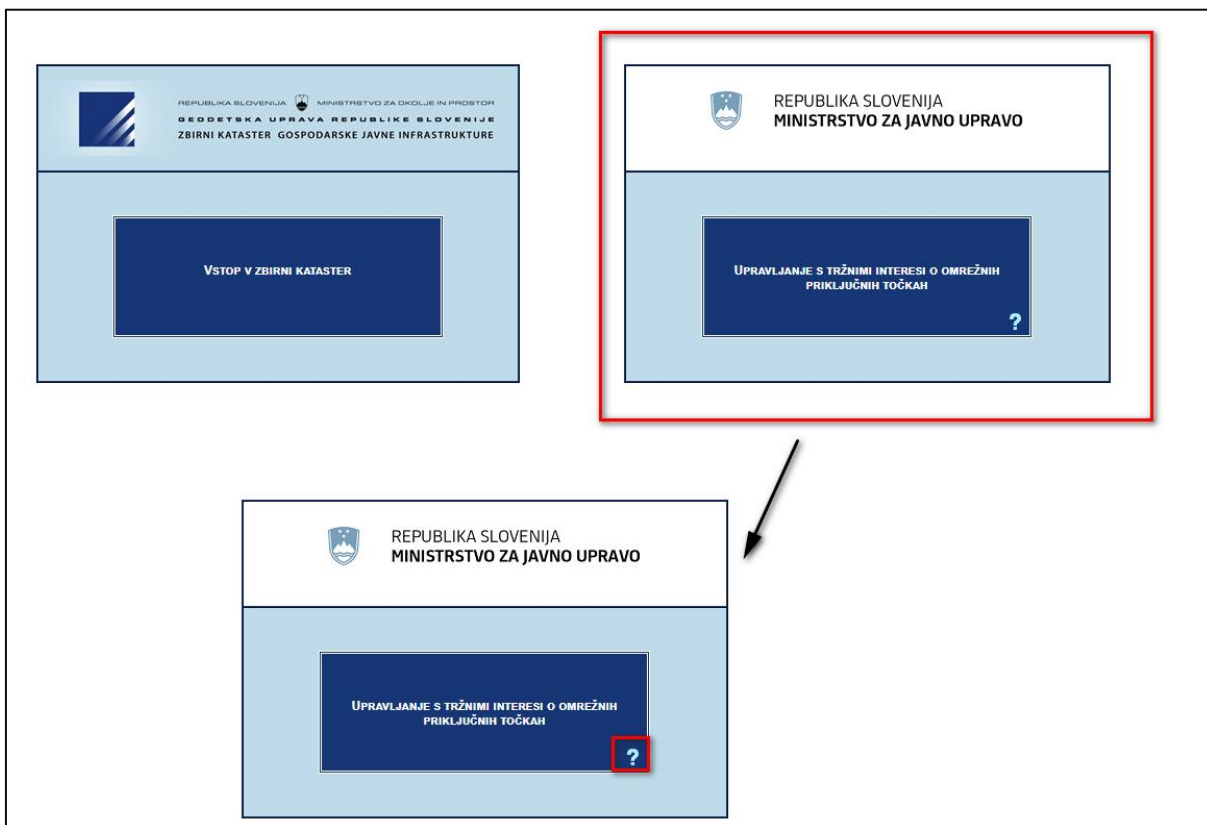 REPUBLIKA SLOVENIJA MINISTRSTVO ZA OKOLJE IN PROSTOR
GEODETSKA UPRAVA REPUBLIKE SLOVENIJE
ZBIRNI KATASTER GOSPODARSKE JAVNE INFRASTRUKTURE
VSTOP V ZBIRNI KATASTER
REPUBLIKA SLOVENIJA
MINISTRSTVO ZA JAVNO UPRAVO
UPRAVLJANJE S TRŽNIMI INTERESI O OMREŽNIH
PRIKLJUČNIH TOČKAH
?
REPUBLIKA SLOVENIJA
MINISTRSTVO ZA JAVNO UPRAVO
UPRAVLJANJE S TRŽNIMI INTERESI O OMREŽNIH
PRIKLJUČNIH TOČKAH
?